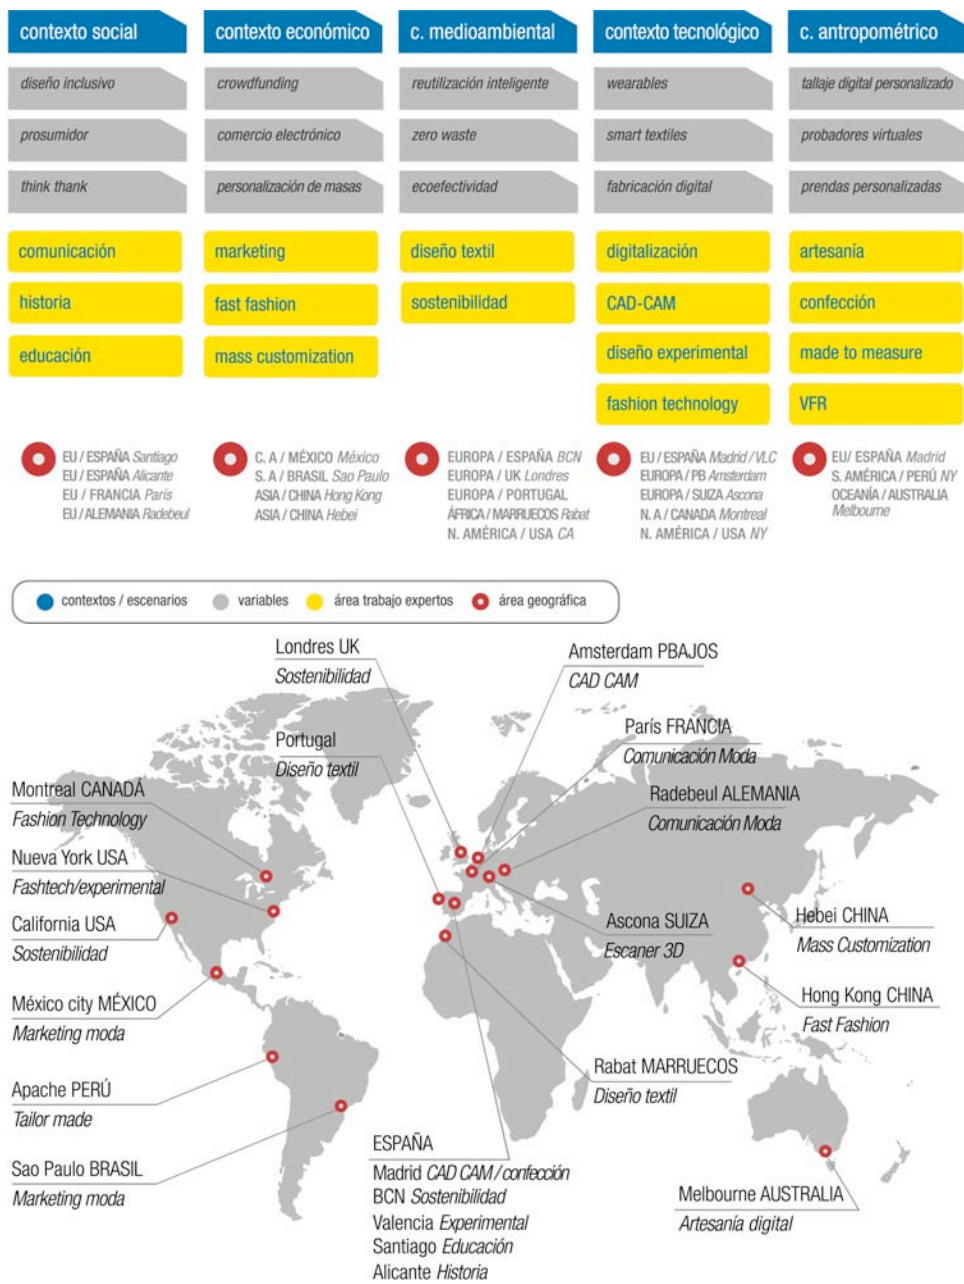 contexto social
contexto económico
c. medioambiental
contexto tecnológico
c. antropométrico
diseño inclusivo
crowdfunding
reutilización inteligente
wearables
tallaje digital personalizado
prosumidor
comercio electrónico
zero waste
smart textiles
probadores virtuales
think thank
personalización de masas
ecoefectividad
fabricación digital
prendas personalizadas
comunicación
marketing
diseño textil
digitalización
artesanía
historia
fast fashion
sostenibilidad
CAD-CAM
confección
educación
mass customization
diseño experimental
made to measure
fashion technology
VFR
EU / ESPAÑA Santiago
EU / ESPAÑA Alicante
EU / FRANCIA París
EU / ALEMANIA Radebeul
C. A / MÉXICO México
S. A / BRASIL Sao Paulo
ASIA / CHINA Hong Kong
ASIA / CHINA Hebei
EUROPA / ESPAÑA BCN
EUROPA / UK Londres
EUROPA / PORTUGAL
ÁFRICA / MARRUECOS Rabat
N. AMÉRICA / USA CA
EU / ESPAÑA Madrid / VLC
EUROPA / PB Amsterdam
EUROPA / SUIZA Ascona
N. A / CANADA Montreal
N. AMÉRICA / USA NY
EU/ ESPAÑA Madrid
S. AMÉRICA / PERÚ NY
OCEANÍA / AUSTRALIA
Melbourne
contextos / escenarios
variables
área trabajo expertos
área geográfica
Londres UK
Sostenibilidad
Amsterdam PBAJOS
CAD CAM
Portugal
Diseño textil
París FRANCIA
Comunicación Moda
Montreal CANADÁ
Fashion Technology
Radebeul ALEMANIA
Comunicación Moda
Nueva York USA
Fashtech/experimental
California USA
Sostenibilidad
Ascona SUIZA
Escaner 3D
Hebei CHINA
Mass Customization
México city MÉXICO
Marketing moda
Hong Kong CHINA
Fast Fashion
Apache PERÚ
Tailor made
Rabat MARRUECOS
Diseño textil
Sao Paulo BRASIL
Marketing moda
ESPAÑA
Madrid CAD CAM / confección
BCN Sostenibilidad
Valencia Experimental
Santiago Educación
Alicante Historia
Melbourne AUSTRALIA
Artesanía digital